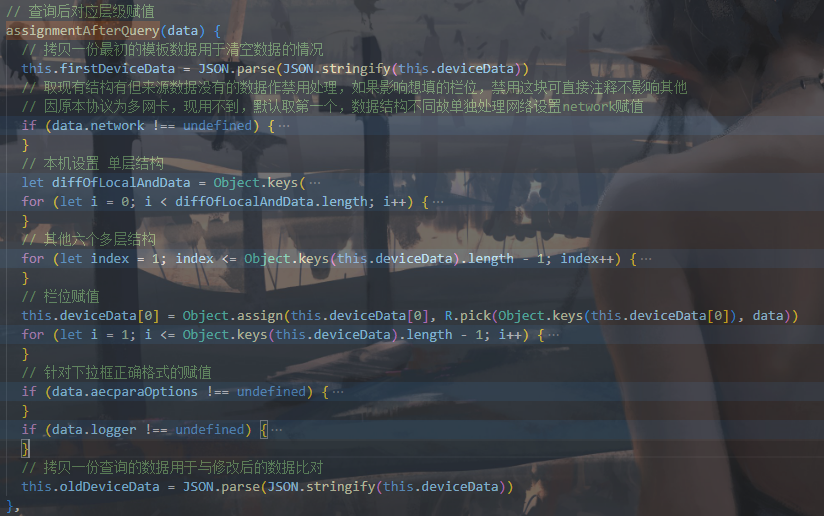 // 查询后对应层级赋值
assignmentAfterQuery(data) {
// 拷贝一份最初的模板数据用于清空数据的情况
this.firstDeviceData = JSON.parse(JSON.stringify(this.deviceData))
// 取现有结构有但来源数据没有的数据作禁用处理，如果影响想填的栏位，禁用这块可直接注释不影响其他
// 因原本协议为多网卡，现用不到，默认取第一个，数据结构不同故单独处理网络设置network赋值
if (data.network !== undefined) {…
}
// 本机设置 单层结构
let diffOfLocalAndData = Object.keys(…
for (let i = 0; i < diffOfLocalAndData.length; i++) {…
}
// 其他六个多层结构
for (let index = 1; index <= Object.keys(this.deviceData).length - 1; index++) {…
}
// 栏位赋值
this.deviceData[0] = Object.assign(this.deviceData[0], R.pick(Object.keys(this.deviceData[0]), data))
for (let i = 1; i <= Object.keys(this.deviceData).length - 1; i++) {…
}
// 针对下拉框正确格式的赋值
if (data.aecparaOptions !== undefined) {…
}
if (data.logger !== undefined) {…
}
// 拷贝一份查询的数据用于与修改后的数据比对
this.oldDeviceData = JSON.parse(JSON.stringify(this.deviceData))
},